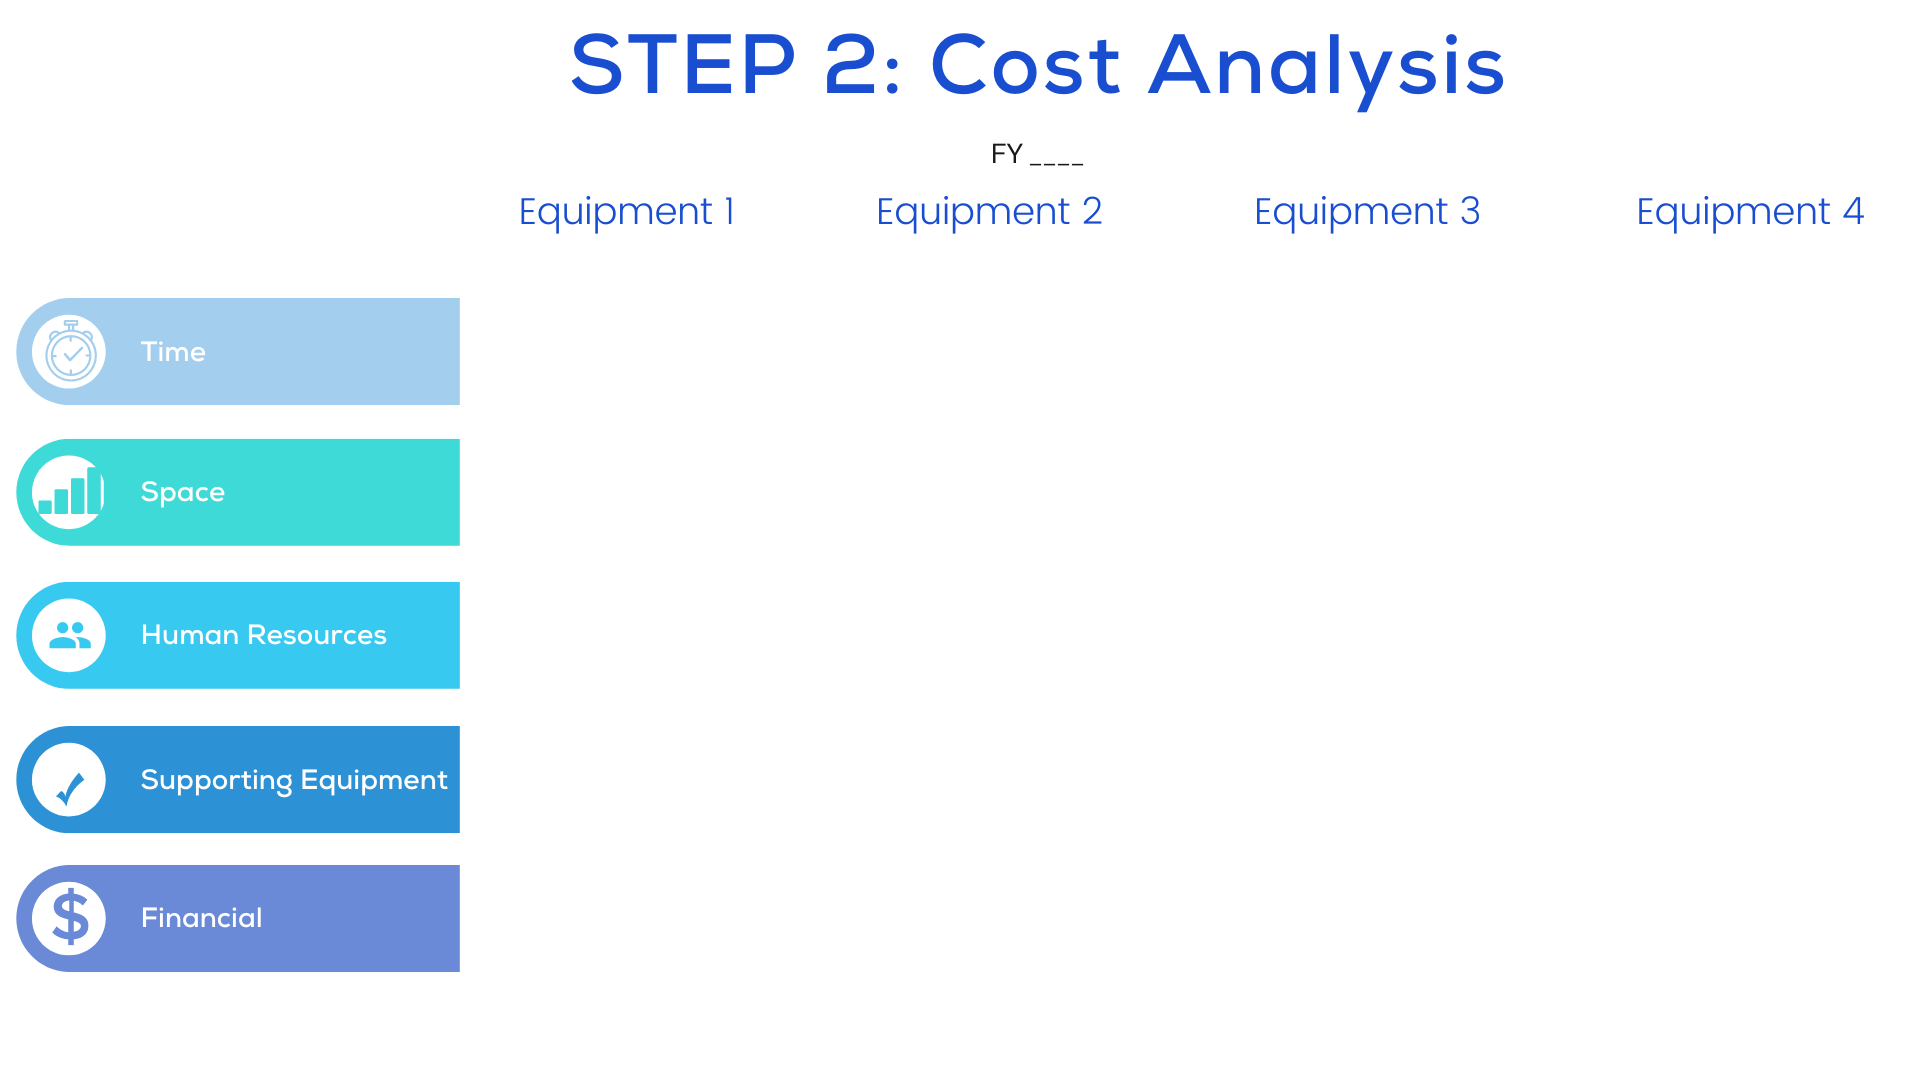 STEP 2: Cost Analysis
FY ____
Equipment 1 Equipment 2 Equipment 3 Equipment 4
Time
Space
Human Resources
Supporting Equipment
Financial